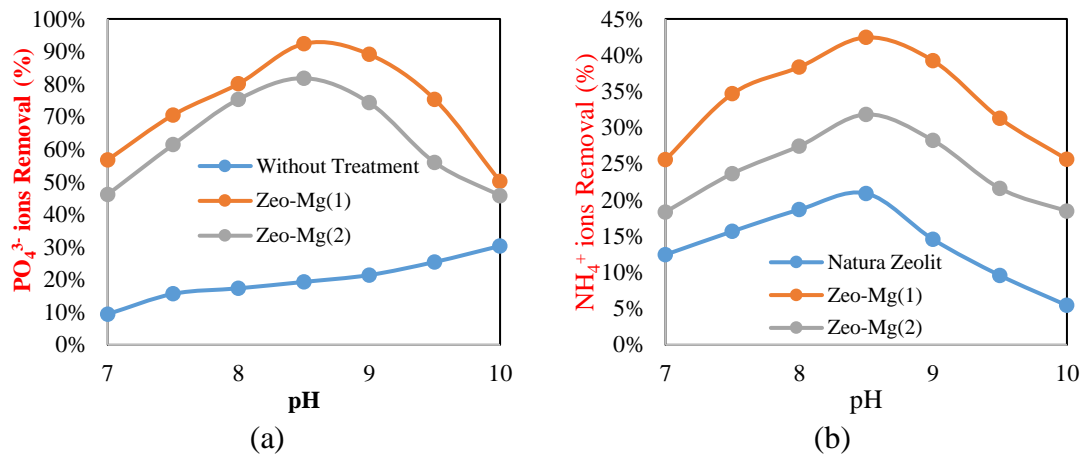 100%
90%
80%
70%
60%
50%
40%
30%
20%
10%
0%
PO₄³⁻ ions Removal (%)
Without Treatment
Zeo-Mg(1)
Zeo-Mg(2)
7
8
9
10
pH
(a)
45%
40%
35%
30%
25%
20%
15%
10%
5%
0%
NH₄⁺ ions Removal (%)
Natura Zeolit
Zeo-Mg(1)
Zeo-Mg(2)
7
8
9
10
pH
(b)